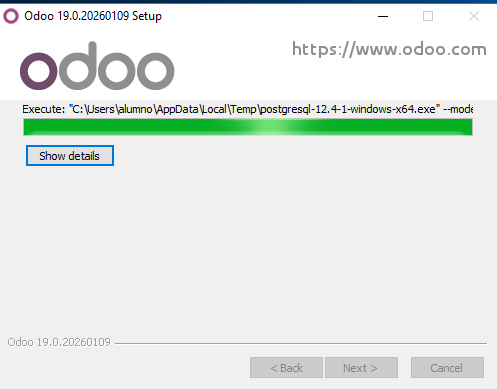 Odoo 19.0.20260109 Setup
odoo
https://www.odoo.com
Execute: "C:\Users\alumno\AppData\Local\Temp\postgresql-12.4-1-windows-x64.exe" --mode
Show details
Odoo 19.0.20260109
< Back
Next >
Cancel